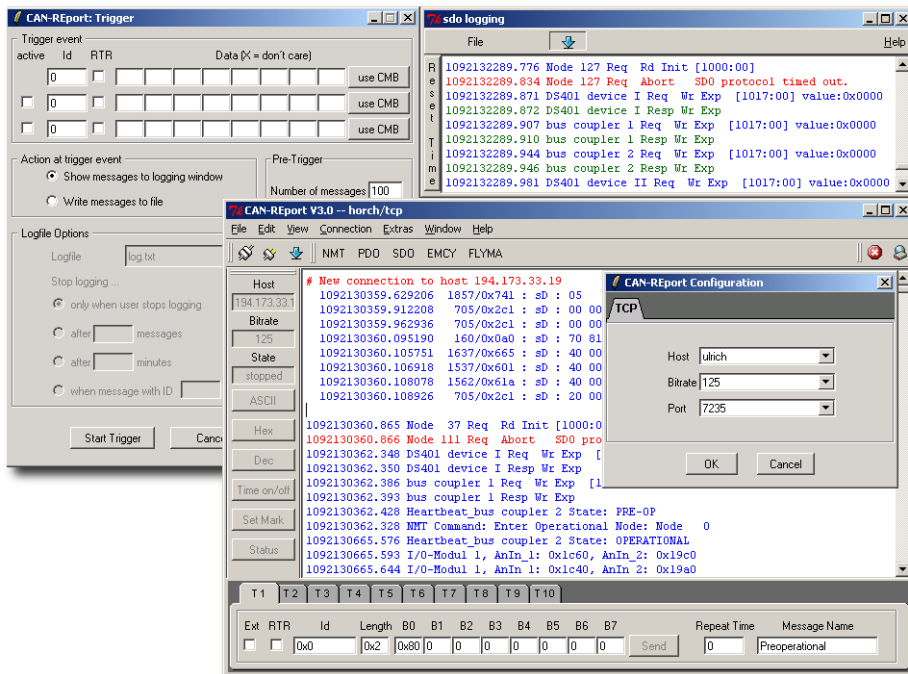 CAN-REport: Trigger
Trigger event
active Id RTR Data (X = don't care)
0 use CMB
0 use CMB
0 use CMB
Action at trigger event
Show messages to logging window
Write messages to file
Pre-Trigger
Number of messages 100
Logfile Options
Logfile log.txt
Stop logging ...
only when user stops logging
after messages
after minutes
when message with ID
Start Trigger Canc
sdo logging
File Help
Reset Time
1092132289.776 Node 127 Req Rd Init [1000:00]
1092132289.834 Node 127 Req Abort SDO protocol timed out.
1092132289.871 DS401 device I Req Wr Exp [1017:00] value:0x0000
1092132289.872 DS401 device I Resp Wr Exp
1092132289.907 bus coupler 1 Req Wr Exp [1017:00] value:0x0000
1092132289.910 bus coupler 1 Resp Wr Exp
1092132289.944 bus coupler 2 Req Wr Exp [1017:00] value:0x0000
1092132289.946 bus coupler 2 Resp Wr Exp
1092132289.981 DS401 device II Req Wr Exp [1017:00] value:0x0000
CAN-REport V3.0 -- horch/tcp
File Edit View Connection Extras Window Help
NMT PDO SDO EMCY FLYMA
Host
194.173.33.1
Bitrate
125
State
stopped
ASCII
Hex
Dec
Time on/off
Set Mark
Status
# New connection to host 194.173.33.19
1092130359.629206 1857/0x741 : sD : 05
1092130359.912208 705/0x2c1 : sD : 00 00
1092130359.962936 705/0x2c1 : sD : 00 00
1092130360.095190 160/0x0a0 : sD : 70 81
1092130360.105751 1637/0x665 : sD : 40 00
1092130360.106918 1537/0x601 : sD : 40 00
1092130360.108078 1562/0x61a : sD : 40 00
1092130360.108926 705/0x2c1 : sD : 20 00
1092130360.865 Node 37 Req Rd Init [1000:0
1092130360.866 Node 111 Req Abort SDO pro
1092130362.348 DS401 device I Req Wr Exp [
1092130362.350 DS401 device I Resp Wr Exp
1092130362.386 bus coupler 1 Req Wr Exp [1
1092130362.393 bus coupler 1 Resp Wr Exp
1092130362.428 Heartbeat_bus coupler 2 State: PRE-OP
1092130362.328 NMT Command: Enter Operational Node: Node 0
1092130665.576 Heartbeat_bus coupler 2 State: OPERATIONAL
1092130665.593 I/O-Modul 1, AnIn_1: 0x1c60, AnIn_2: 0x19c0
1092130665.644 I/O-Modul 1, AnIn 1: 0x1c40, AnIn 2: 0x19a0
CAN-REport Configuration
TCP
Host ulrich
Bitrate 125
Port 7235
OK Cancel
T 1 T 2 T 3 T 4 T 5 T 6 T 7 T 8 T 9 T 10
Ext RTR Id Length B0 B1 B2 B3 B4 B5 B6 B7 Repeat Time Message Name
0x0 0x2 0x80 0 0 0 0 0 0 0 Send 0 Preoperational